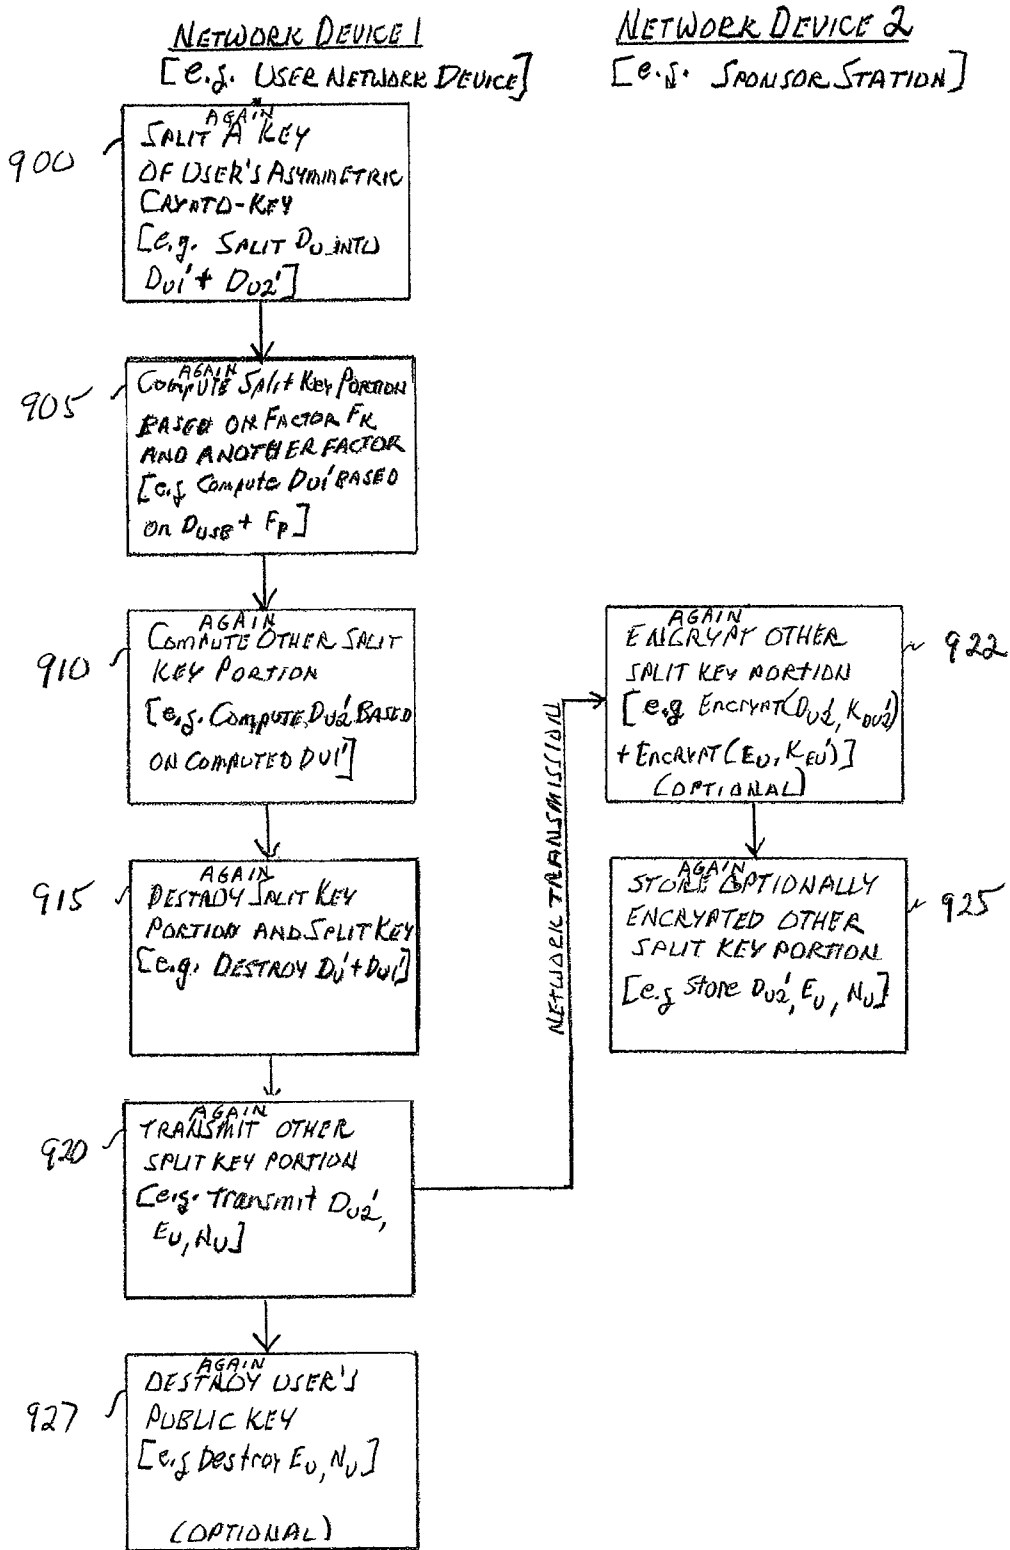 NETWORK DEVICE 1
[e.g. USER NETWORK DEVICE]
NETWORK DEVICE 2
[e.g. SPONSOR STATION]
900
AGAIN
SPLIT A KEY
OF USER'S ASYMMETRIC
CRYPTO-KEY
[e.g. SPLIT DU INTO
DU1' + DU2']
905
AGAIN
COMPUTE Split KEY PORTION
BASED ON FACTOR FK
AND ANOTHER FACTOR
[e.g Compute DU1' BASED
on DUSB + FP]
910
AGAIN
COMPUTE OTHER SPLIT
KEY PORTION
[e.g. COMPUTE DU2' BASED
ON COMPUTED DU1']
915
AGAIN
DESTROY SPLIT KEY
PORTION AND SPLIT KEY
[e.g. DESTROY DU' + DU1']
920
AGAIN
TRANSMIT OTHER
SPLIT KEY PORTION
[e.g. Transmit DU2',
EU, NU]
NETWORK TRANSMISSION
922
AGAIN
ENCRYPT OTHER
SPLIT KEY PORTION
[e.g ENCRYPT(DU2', KDU2')
+ ENCRYPT(EU, KEU')]
(OPTIONAL)
925
AGAIN
STORE OPTIONALLY
ENCRYPTED OTHER
SPLIT KEY PORTION
[e.g Store DU2', EU, NU]
927
AGAIN
DESTROY USER'S
PUBLIC KEY
[e.g Destroy EU, NU]
(OPTIONAL)